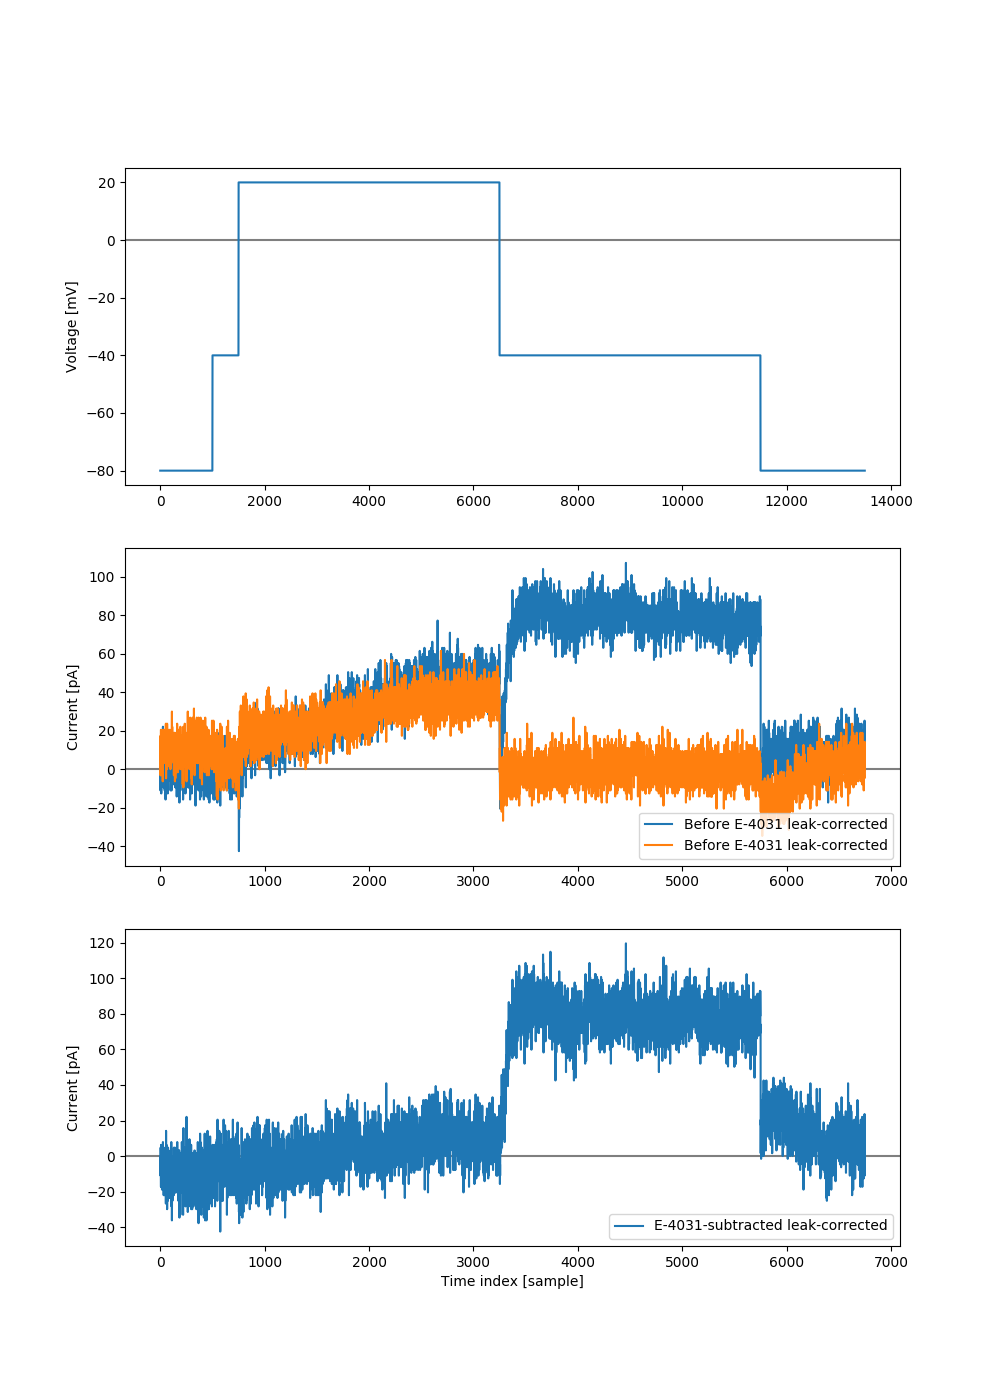 20
0
−20
−40
−60
−80
Voltage [mV]
0 2000 4000 6000 8000 10000 12000 14000
100
80
60
40
20
0
−20
−40
Current [pA]
Before E-4031 leak-corrected
Before E-4031 leak-corrected
0 1000 2000 3000 4000 5000 6000 7000
120
100
80
60
40
20
0
−20
−40
Current [pA]
E-4031-subtracted leak-corrected
0 1000 2000 3000 4000 5000 6000 7000
Time index [sample]